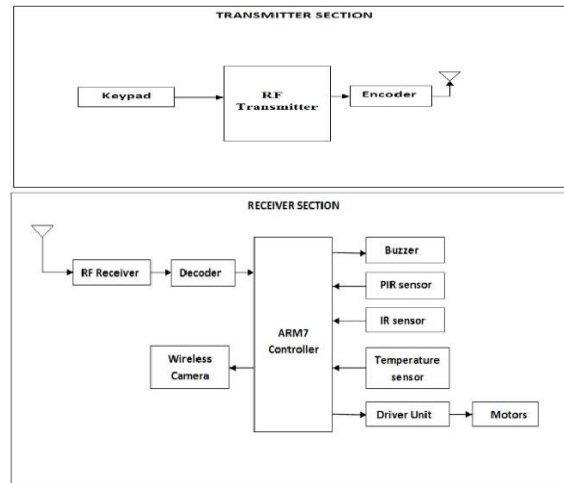 TRANSMITTER SECTION
Keypad
RF
Transmitter
Encoder
RECEIVER SECTION
RF Receiver
Decoder
ARM7
Controller
Wireless
Camera
Buzzer
PIR sensor
IR sensor
Temperature
sensor
Driver Unit
Motors